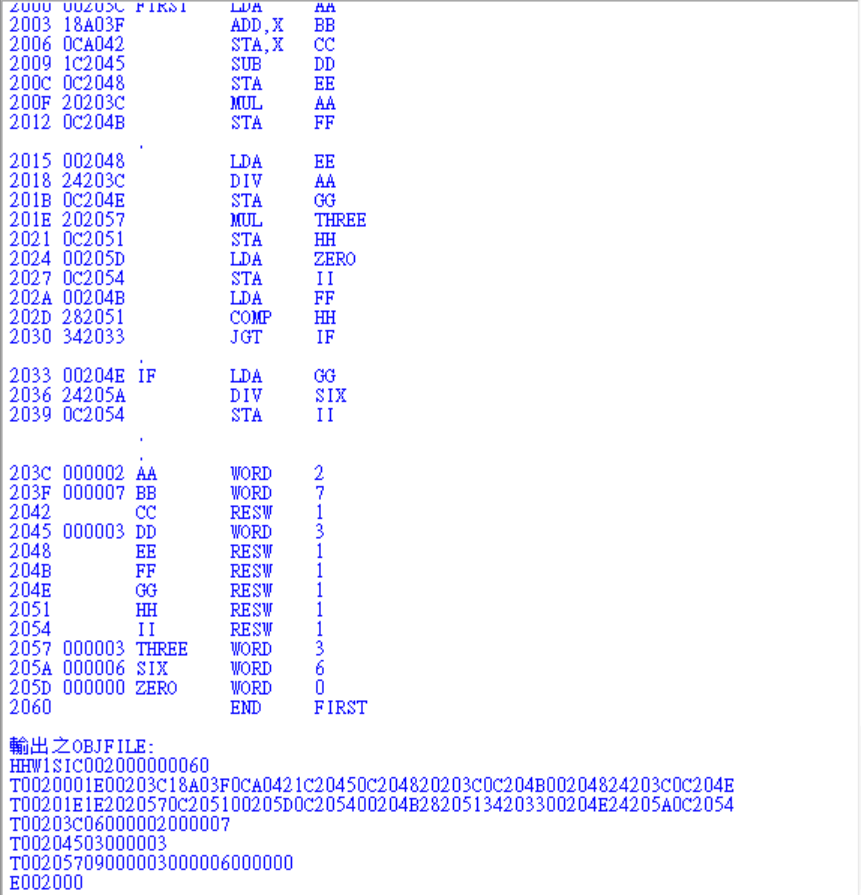 2000 00203C FIRST LDA AA
2003 18A03F ADD,X BB
2006 0CA042 STA,X CC
2009 1C2045 SUB DD
200C 0C2048 STA EE
200F 20203C MUL AA
2012 0C204B STA FF
.
2015 002048 LDA EE
2018 24203C DIV AA
201B 0C204E STA GG
201E 202057 MUL THREE
2021 0C2051 STA HH
2024 00205D LDA ZERO
2027 0C2054 STA II
202A 00204B LDA FF
202D 282051 COMP HH
2030 342033 JGT IF
.
2033 00204E IF LDA GG
2036 24205A DIV SIX
2039 0C2054 STA II
.
.
203C 000002 AA WORD 2
203F 000007 BB WORD 7
2042 CC RESW 1
2045 000003 DD WORD 3
2048 EE RESW 1
204B FF RESW 1
204E GG RESW 1
2051 HH RESW 1
2054 II RESW 1
2057 000003 THREE WORD 3
205A 000006 SIX WORD 6
205D 000000 ZERO WORD 0
2060 END FIRST
輸出之OBJFILE:
HHW1SIC002000000060
T0020001E00203C18A03F0CA0421C20450C204820203C0C204B00204824203C0C204E
T00201E1E2020570C205100205D0C205400204B28205134203300204E24205A0C2054
T00203C06000002000007
T00204503000003
T00205709000003000006000000
E002000